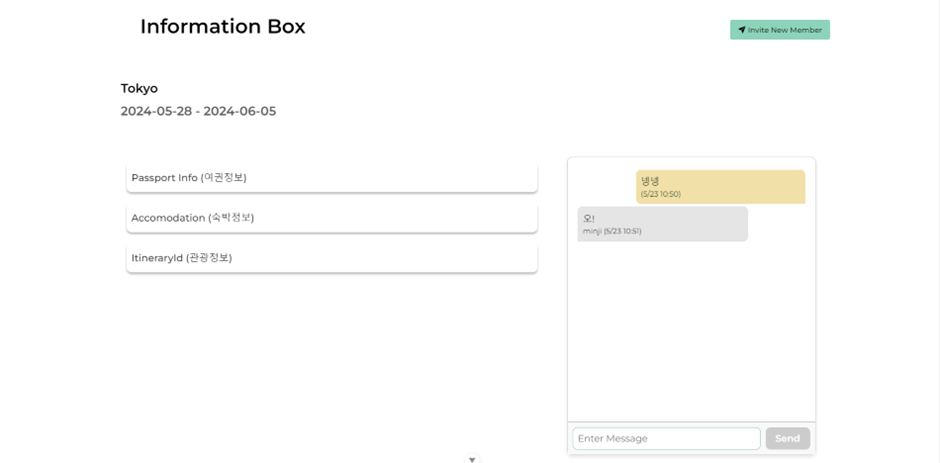 Information Box
Invite New Member
Tokyo
2024-05-28 - 2024-06-05
Passport Info (여권정보)
Accomodation (숙박정보)
ItineraryId (관광정보)
넹넹
(5/23 10:50)
오!
minji (5/23 10:51)
Enter Message
Send